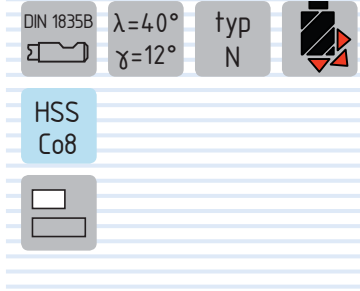 DIN 1835B
λ=40°
γ=12°
typ
N
HSS
Co8